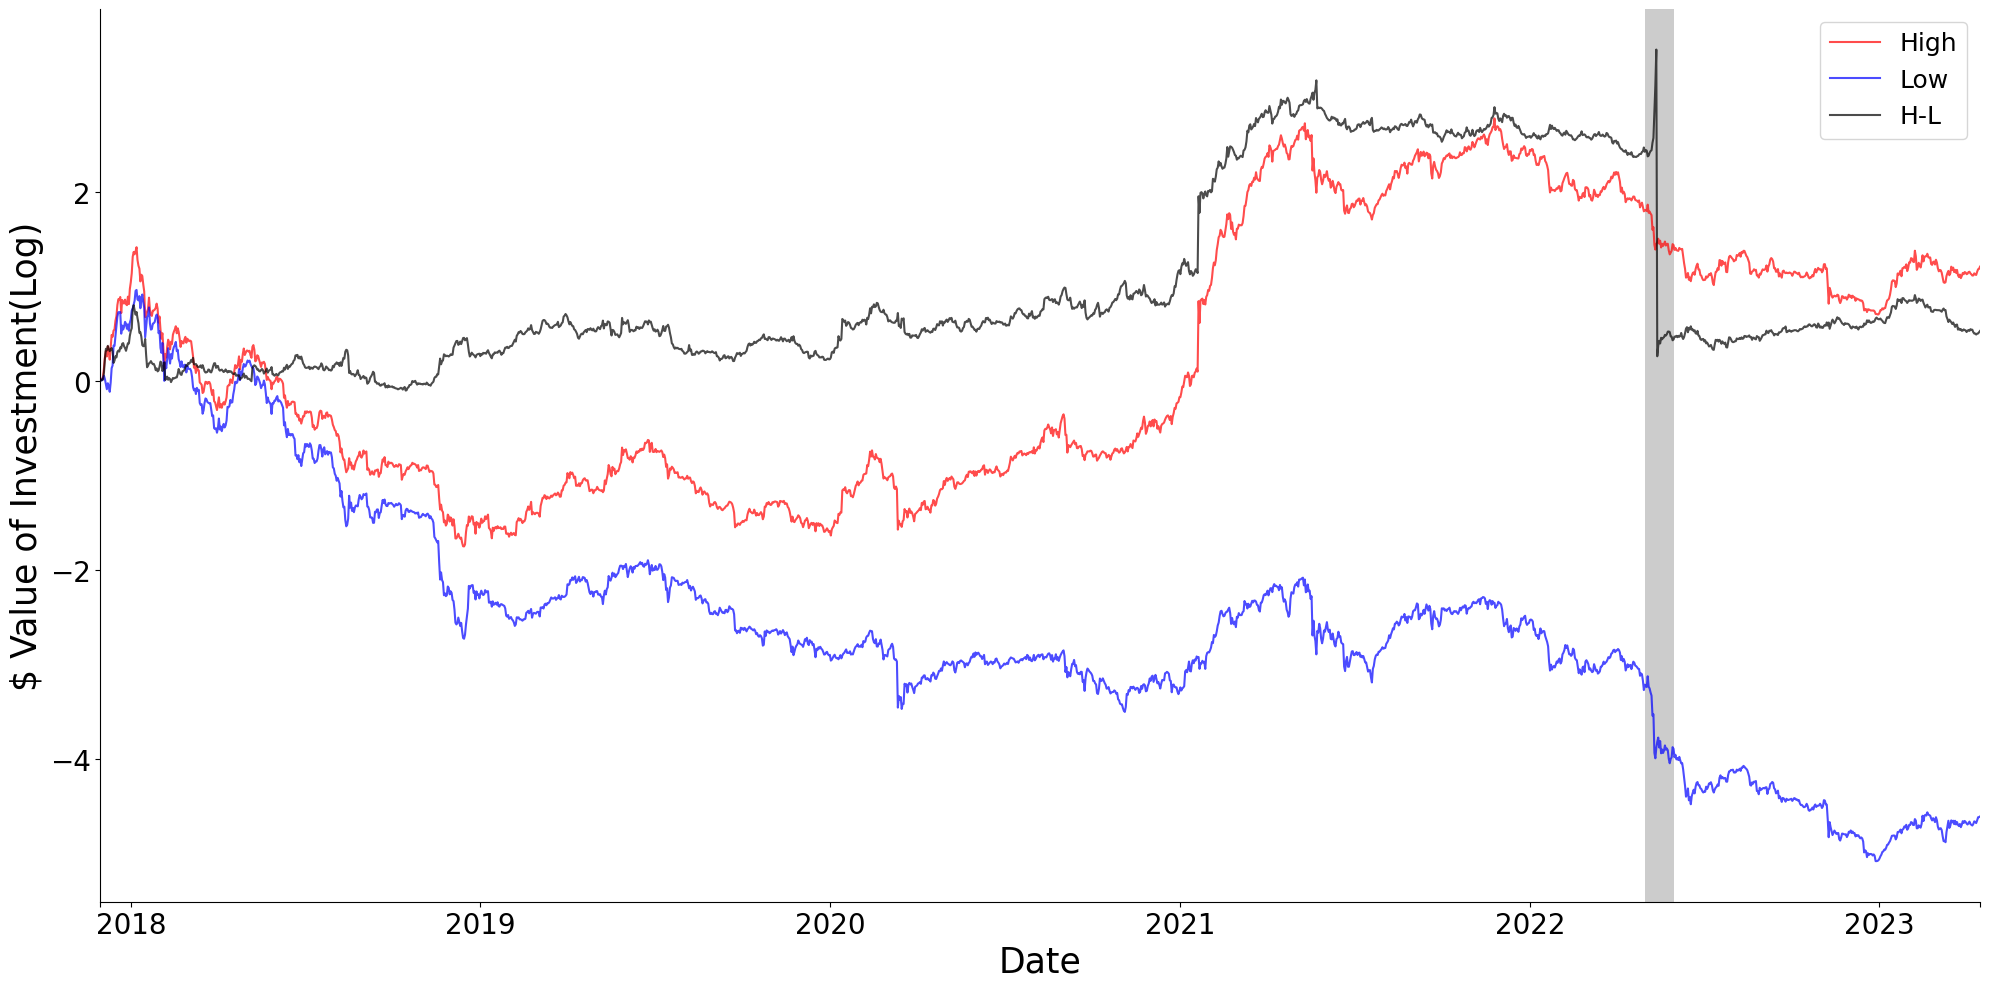 High
Low
H-L
$ Value of Investment(Log)
2
0
−2
−4
2018 2019 2020 2021 2022 2023
Date